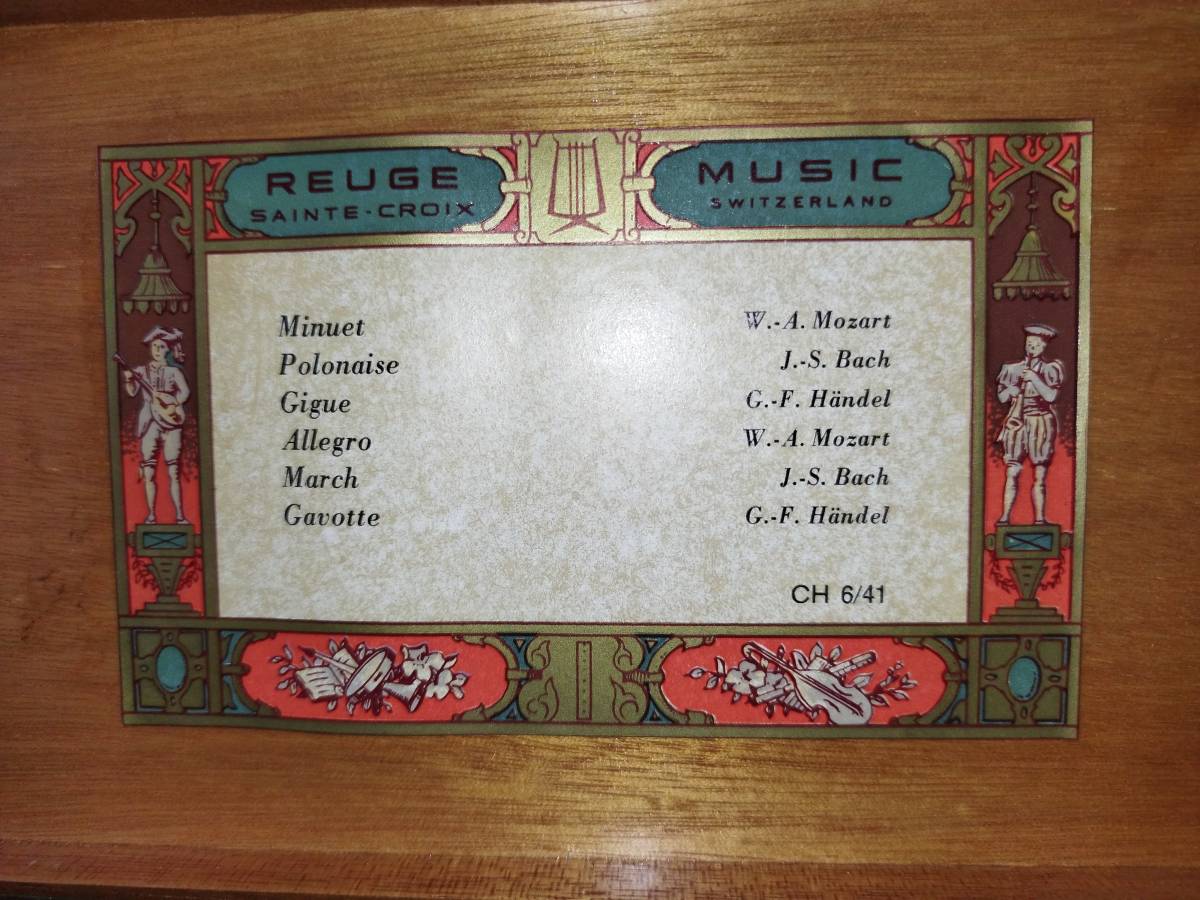 REUGE
SAINTE-CROIX
MUSIC
SWITZERLAND
Minuet W.-A. Mozart
Polonaise J.-S. Bach
Gigue G.-F. Händel
Allegro W.-A. Mozart
March J.-S. Bach
Gavotte G.-F. Händel
CH 6/41